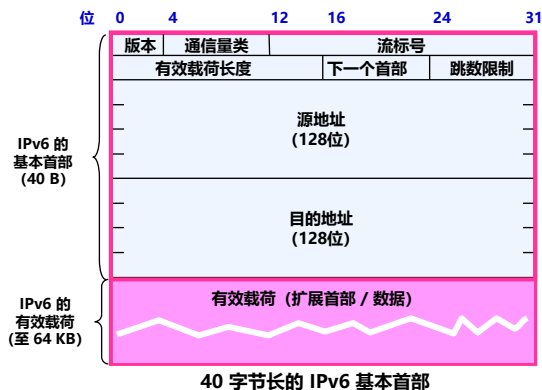 位 0 4 12 16 24 31
版本 通信量类 流标号
有效载荷长度 下一个首部 跳数限制
源地址
(128位)
IPv6 的
基本首部
(40 B)
目的地址
(128位)
有效载荷（扩展首部 / 数据）
IPv6 的
有效载荷
(至 64 KB)
40 字节长的 IPv6 基本首部